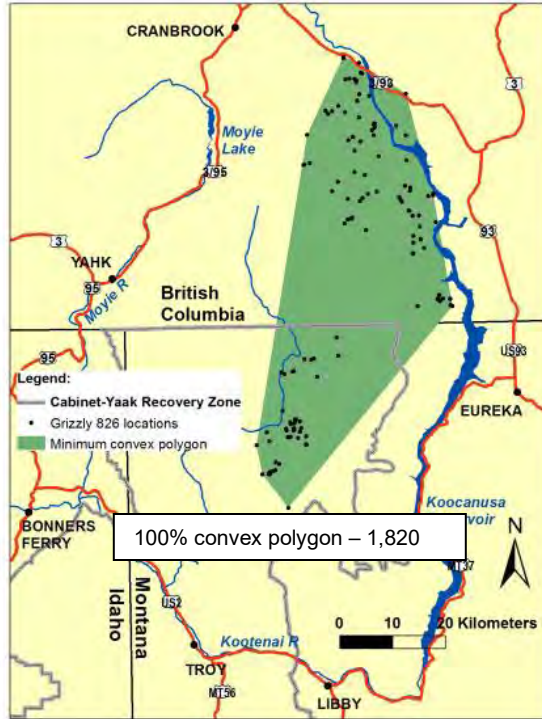 CRANBROOK
3/93
3
Moyie
Lake
3/95
3
YAHK
93
95
Moyie R
British
Columbia
95
US93
Legend:
Cabinet-Yaak Recovery Zone
Grizzly 826 locations
Minimum convex polygon
EUREKA
BONNERS
FERRY
Koocanusa
voir
100% convex polygon – 1,820
N
MT37
Montana
Idaho
US2
0 10 20 Kilometers
Kootenai R
TROY
MT56
LIBBY